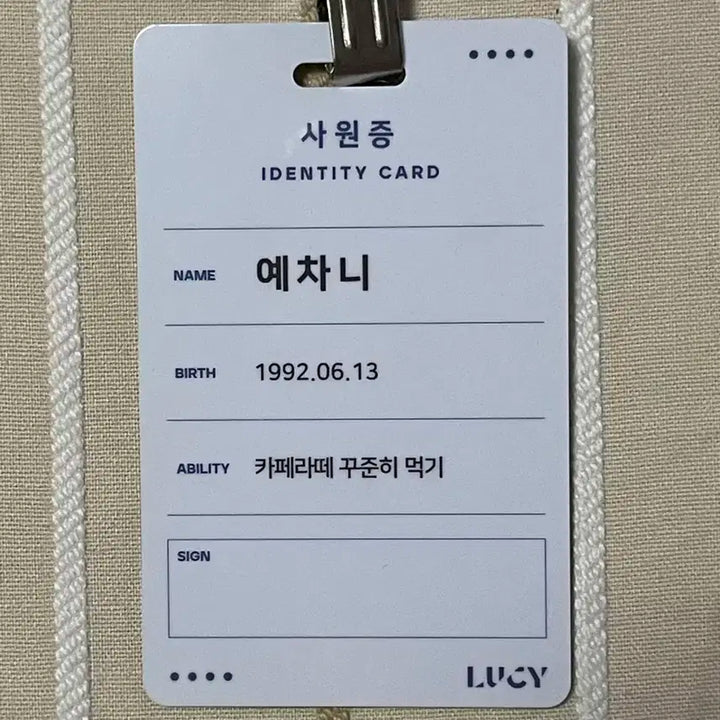 사원증
IDENTITY CARD
NAME 예차니
BIRTH 1992.06.13
ABILITY 카페라떼 꾸준히 먹기
SIGN
LUCY